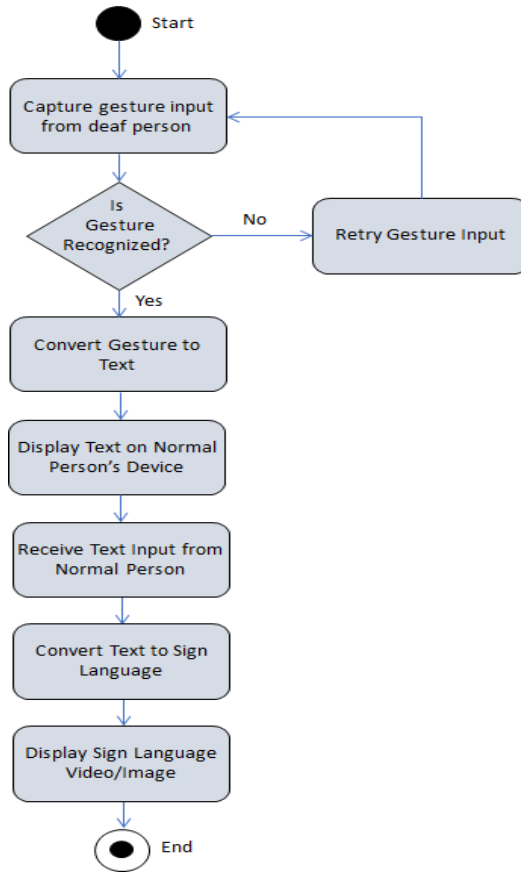 Start
Capture gesture input
from deaf person
Is
Gesture
Recognized?
No
Retry Gesture Input
Yes
Convert Gesture to
Text
Display Text on Normal
Person’s Device
Receive Text Input from
Normal Person
Convert Text to Sign
Language
Display Sign Language
Video/Image
End